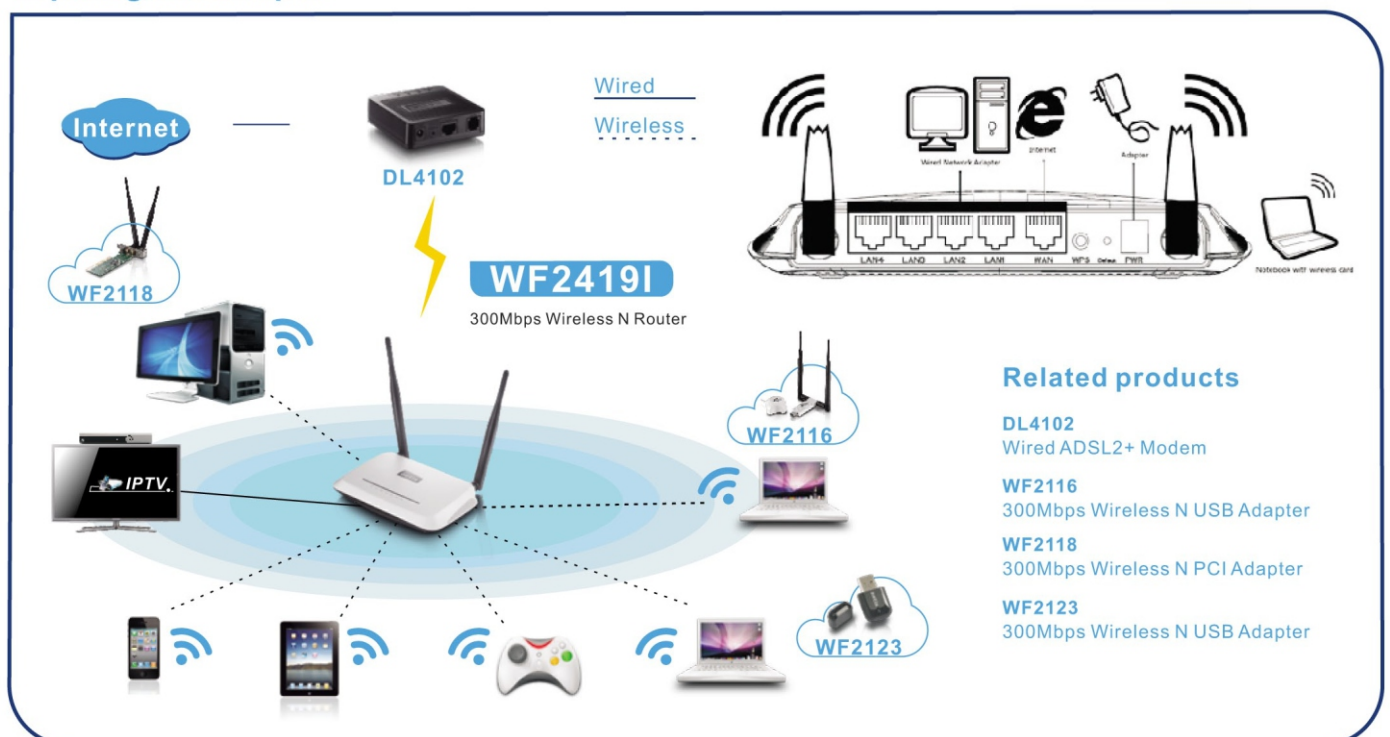 Internet
DL4102
Wired
Wireless
Wired Network Adapter
Internet
Adapter
LAN4 LAN3 LAN2 LAN1 WAN WPS Default PWR
Notebook with wireless card
WF2118
WF2419I
300Mbps Wireless N Router
WF2116
IPTV
WF2123
Related products
DL4102
Wired ADSL2+ Modem
WF2116
300Mbps Wireless N USB Adapter
WF2118
300Mbps Wireless N PCI Adapter
WF2123
300Mbps Wireless N USB Adapter